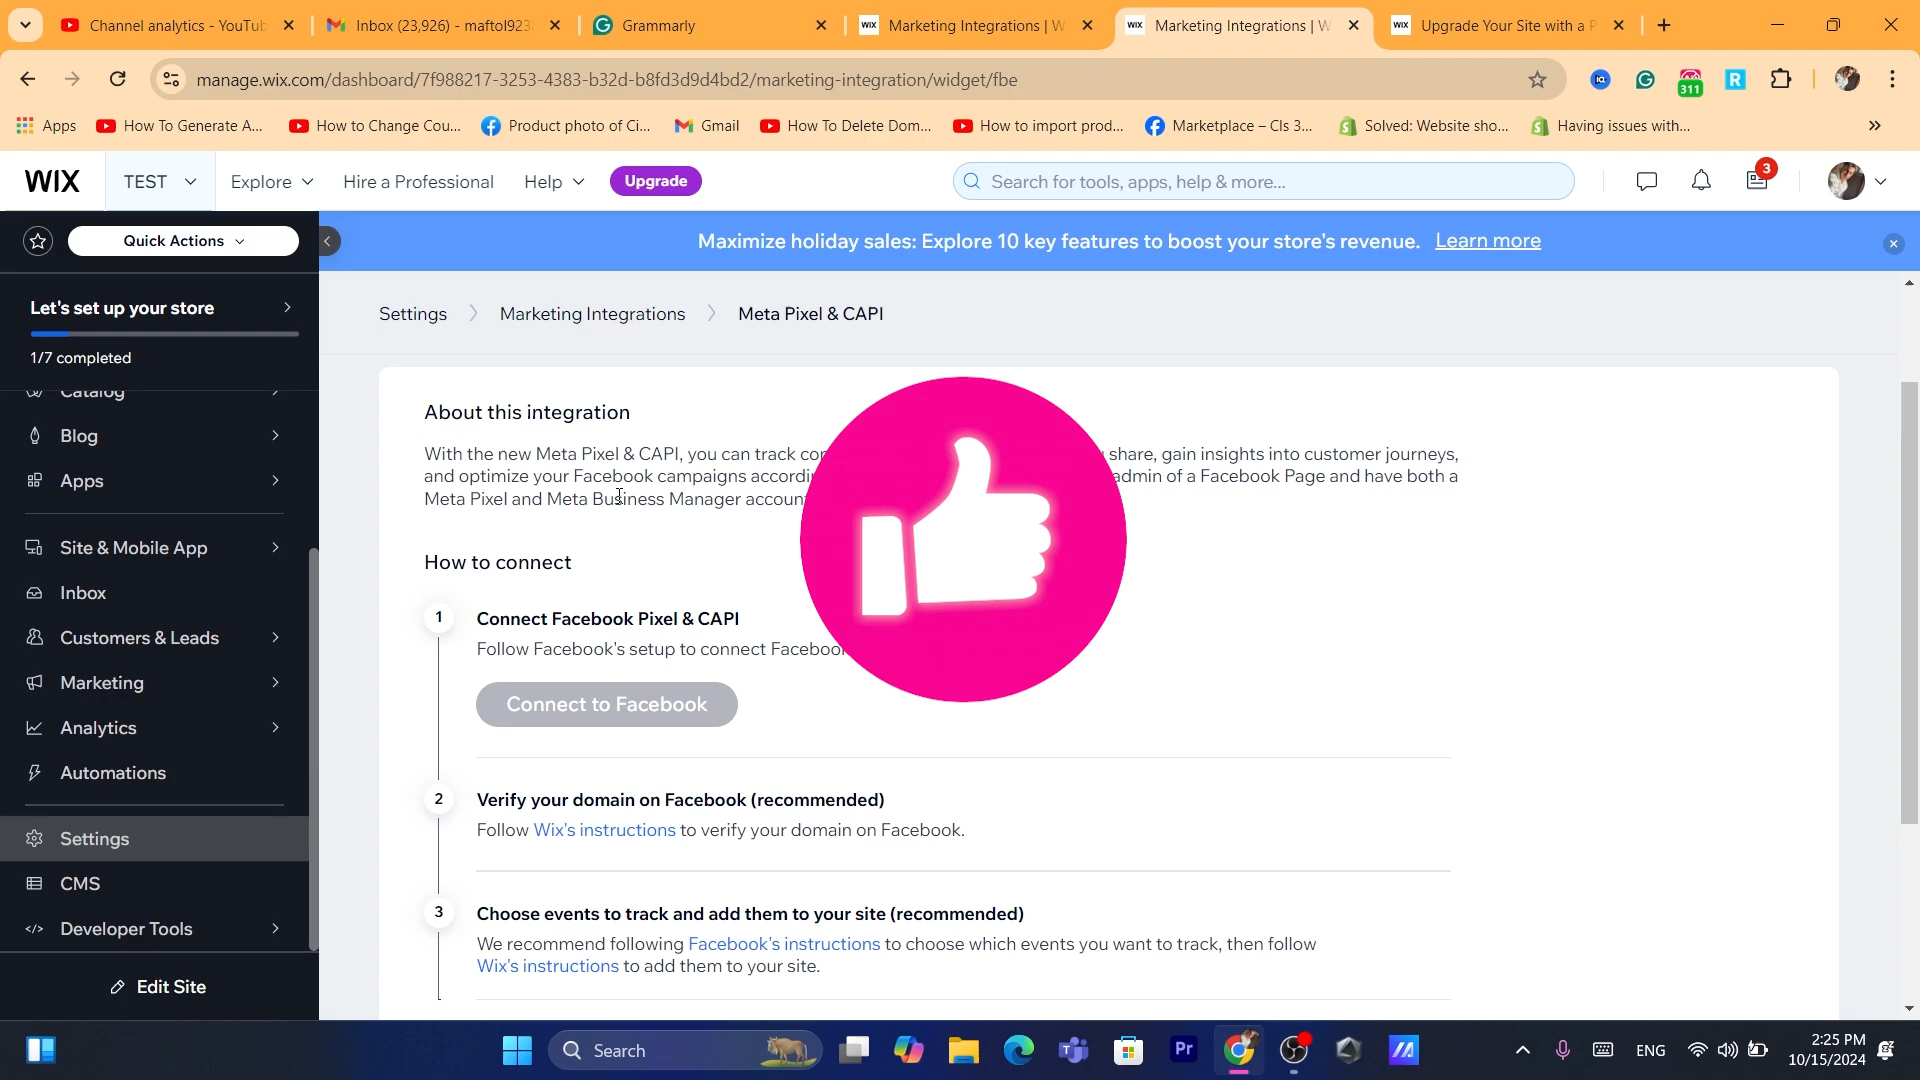 Channel analytics - YouTub
Inbox (23,926) - maftol923
Grammarly
WIX Marketing Integrations | W
WIX Marketing Integrations | W
WIX Upgrade Your Site with a P
manage.wix.com/dashboard/7f988217-3253-4383-b32d-b8fd3d9d4bd2/marketing-integration/widget/fbe
311
R
Apps
How To Generate A...
How to Change Cou...
Product photo of Ci...
Gmail
How To Delete Dom...
How to import prod...
Marketplace – Cls 3...
Solved: Website sho...
Having issues with...
WIX
TEST
Explore
Hire a Professional
Help
Upgrade
Search for tools, apps, help & more...
3
Quick Actions
Maximize holiday sales: Explore 10 key features to boost your store's revenue. Learn more
Let's set up your store
1/7 completed
Catalog
Blog
Apps
Site & Mobile App
Inbox
Customers & Leads
Marketing
Analytics
Automations
Settings
CMS
Developer Tools
Edit Site
Settings
Marketing Integrations
Meta Pixel & CAPI
About this integration
With the new Meta Pixel & CAPI, you can track share, gain insights into customer journeys,
and optimize your Facebook campaigns admin of a Facebook Page and have both a
Meta Pixel and Meta Business Manager
How to connect
1
Connect Facebook Pixel & CAPI
Follow Facebook's setup to connect
Connect to Facebook
2
Verify your domain on Facebook (recommended)
Follow Wix's instructions to verify your domain on Facebook.
3
Choose events to track and add them to your site (recommended)
We recommend following Facebook's instructions to choose which events you want to track, then follow
Wix's instructions to add them to your site.
Search
Pr
ENG
2:25 PM
10/15/2024